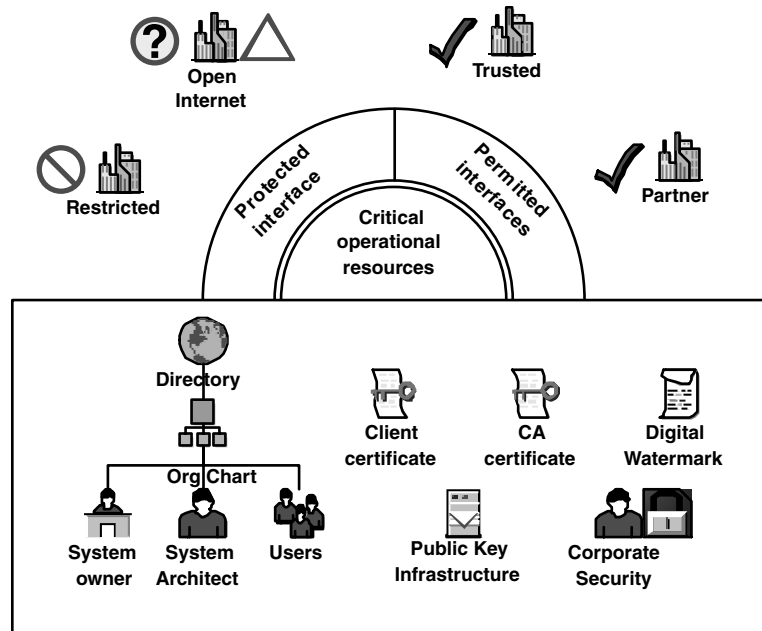 ?
Open
Internet
Trusted
Restricted
Partner
Protected
interface
Permitted
interfaces
Critical
operational
resources
Directory
Org Chart
System
owner
System
Architect
Users
Client
certificate
CA
certificate
Digital
Watermark
Public Key
Infrastructure
Corporate
Security